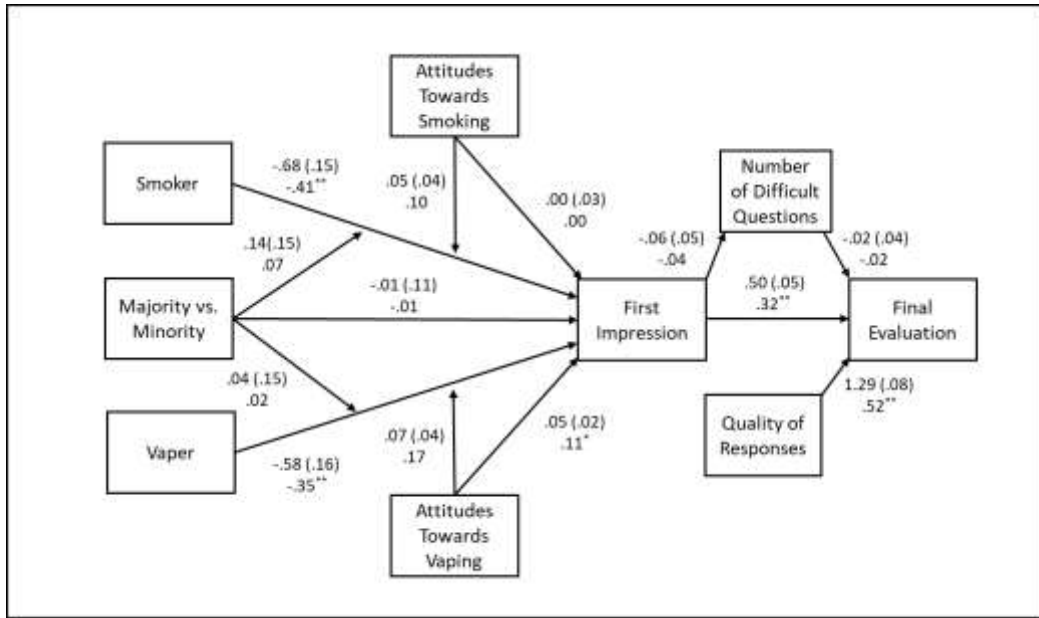 Attitudes
Towards
Smoking
Smoker
-.68 (.15)
-.41**
.05 (.04)
.10
.00 (.03)
.00
Number
of Difficult
Questions
.14(.15)
.07
-.06 (.05)
-.04
-.02 (.04)
-.02
Majority vs.
Minority
-.01 (.11)
-.01
First
Impression
.50 (.05)
.32**
Final
Evaluation
.04 (.15)
.02
Vaper
-.58 (.16)
-.35**
.07 (.04)
.17
.05 (.02)
.11*
Quality of
Responses
1.29 (.08)
.52**
Attitudes
Towards
Vaping